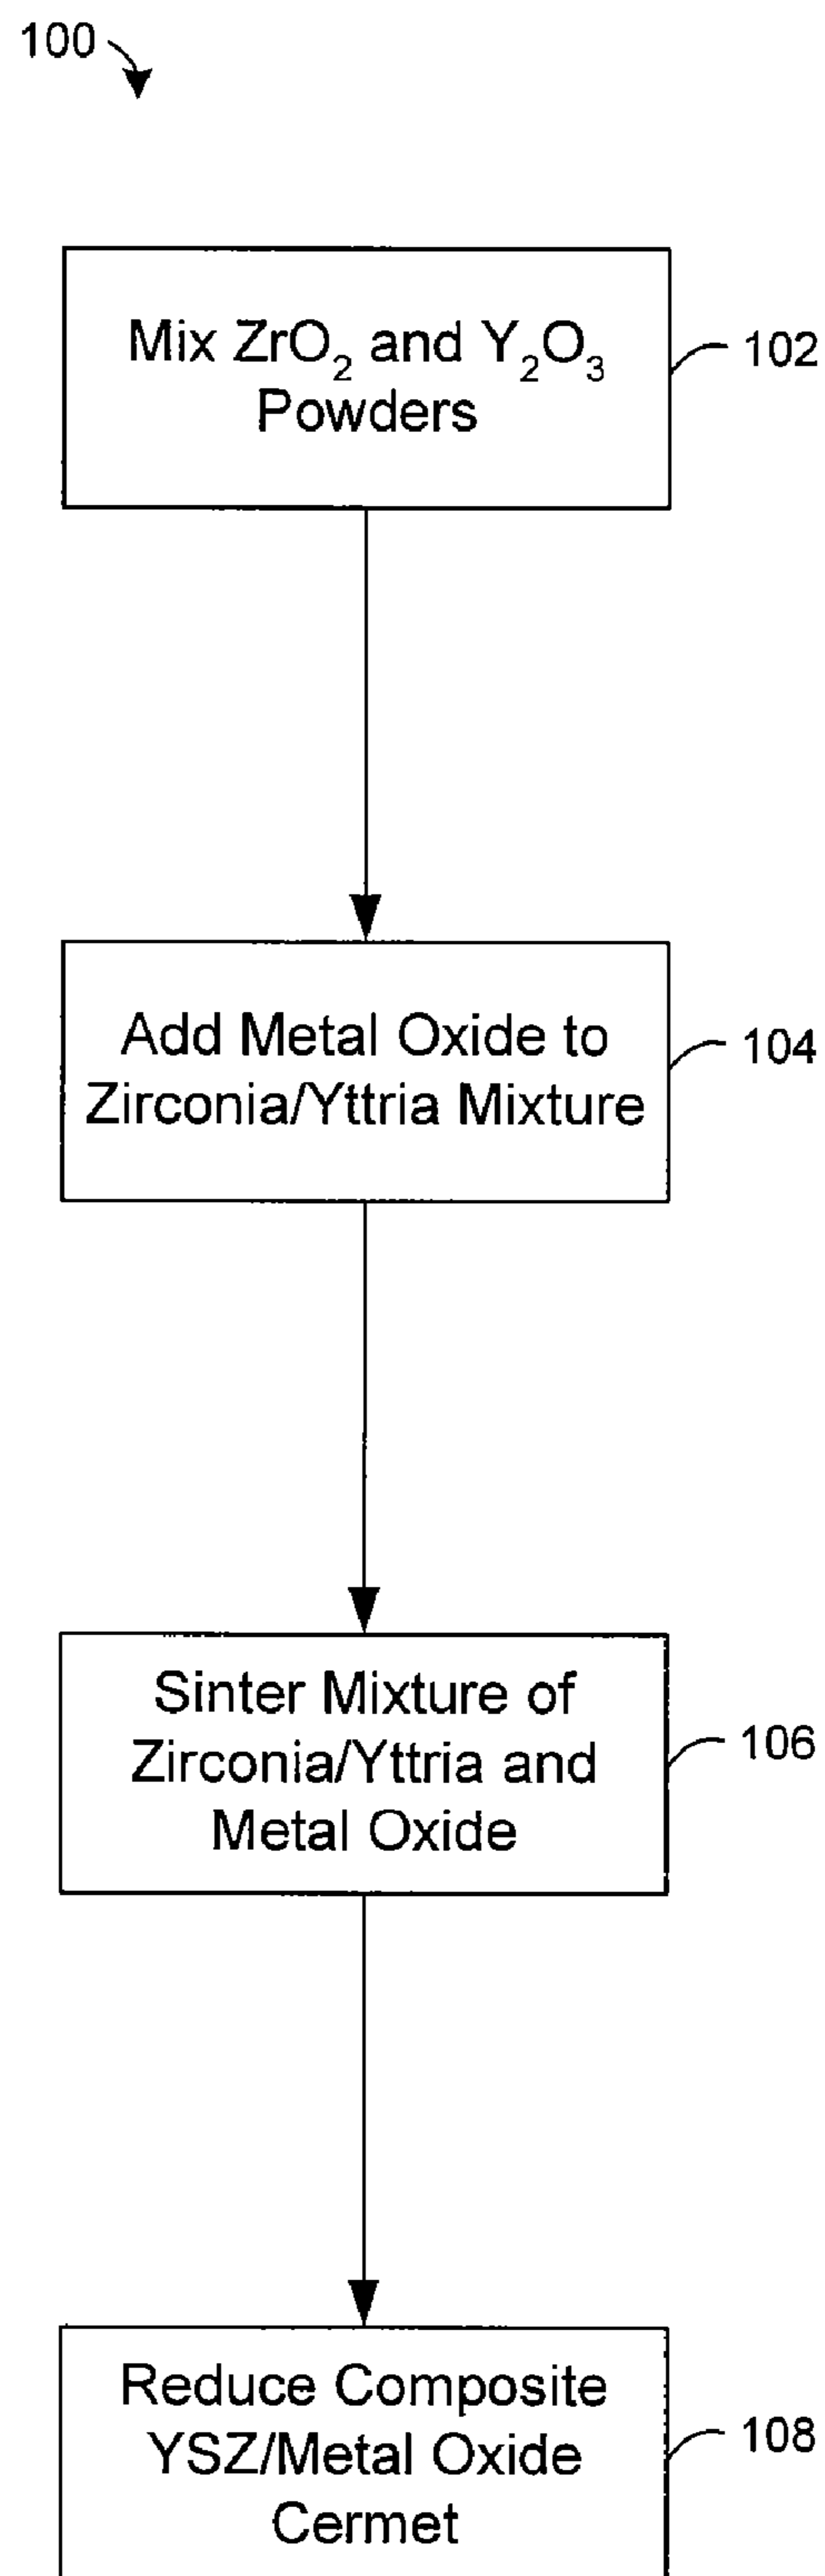 100
Mix ZrO₂ and Y₂O₃
Powders
102
Add Metal Oxide to
Zirconia/Yttria Mixture
104
Sinter Mixture of
Zirconia/Yttria and
Metal Oxide
106
Reduce Composite
YSZ/Metal Oxide
Cermet
108